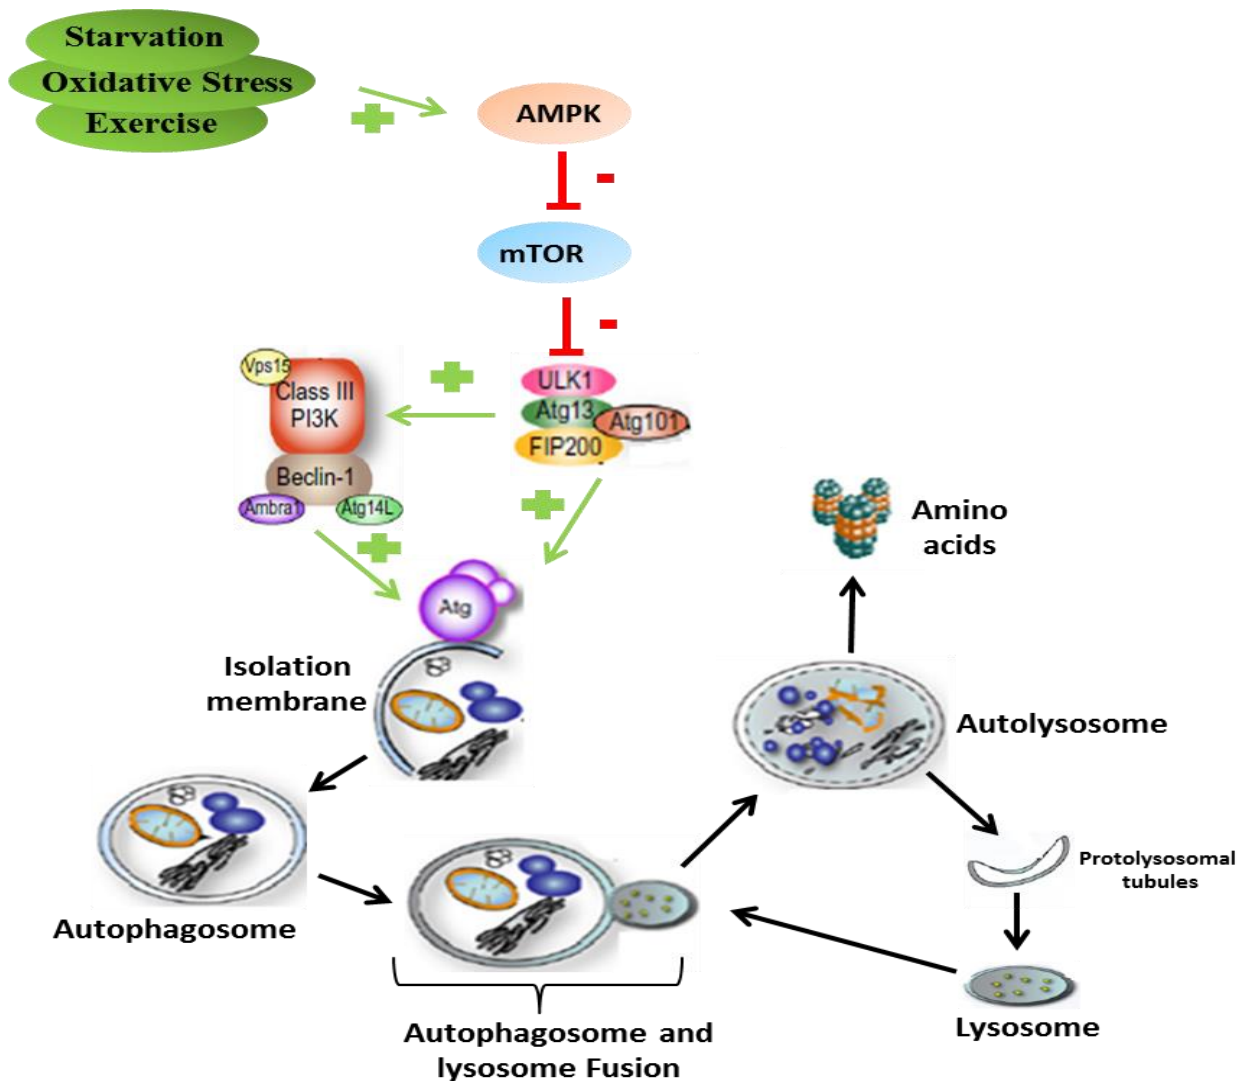 Starvation
Oxidative Stress
Exercise
AMPK
-
mTOR
-
Vps15
Class III
PI3K
Beclin-1
Ambra1
Atg14L
ULK1
Atg13
Atg101
FIP200
Atg
Isolation
membrane
Autophagosome
Autophagosome and
lysosome Fusion
Amino
acids
Autolysosome
Protolysosomal
tubules
Lysosome